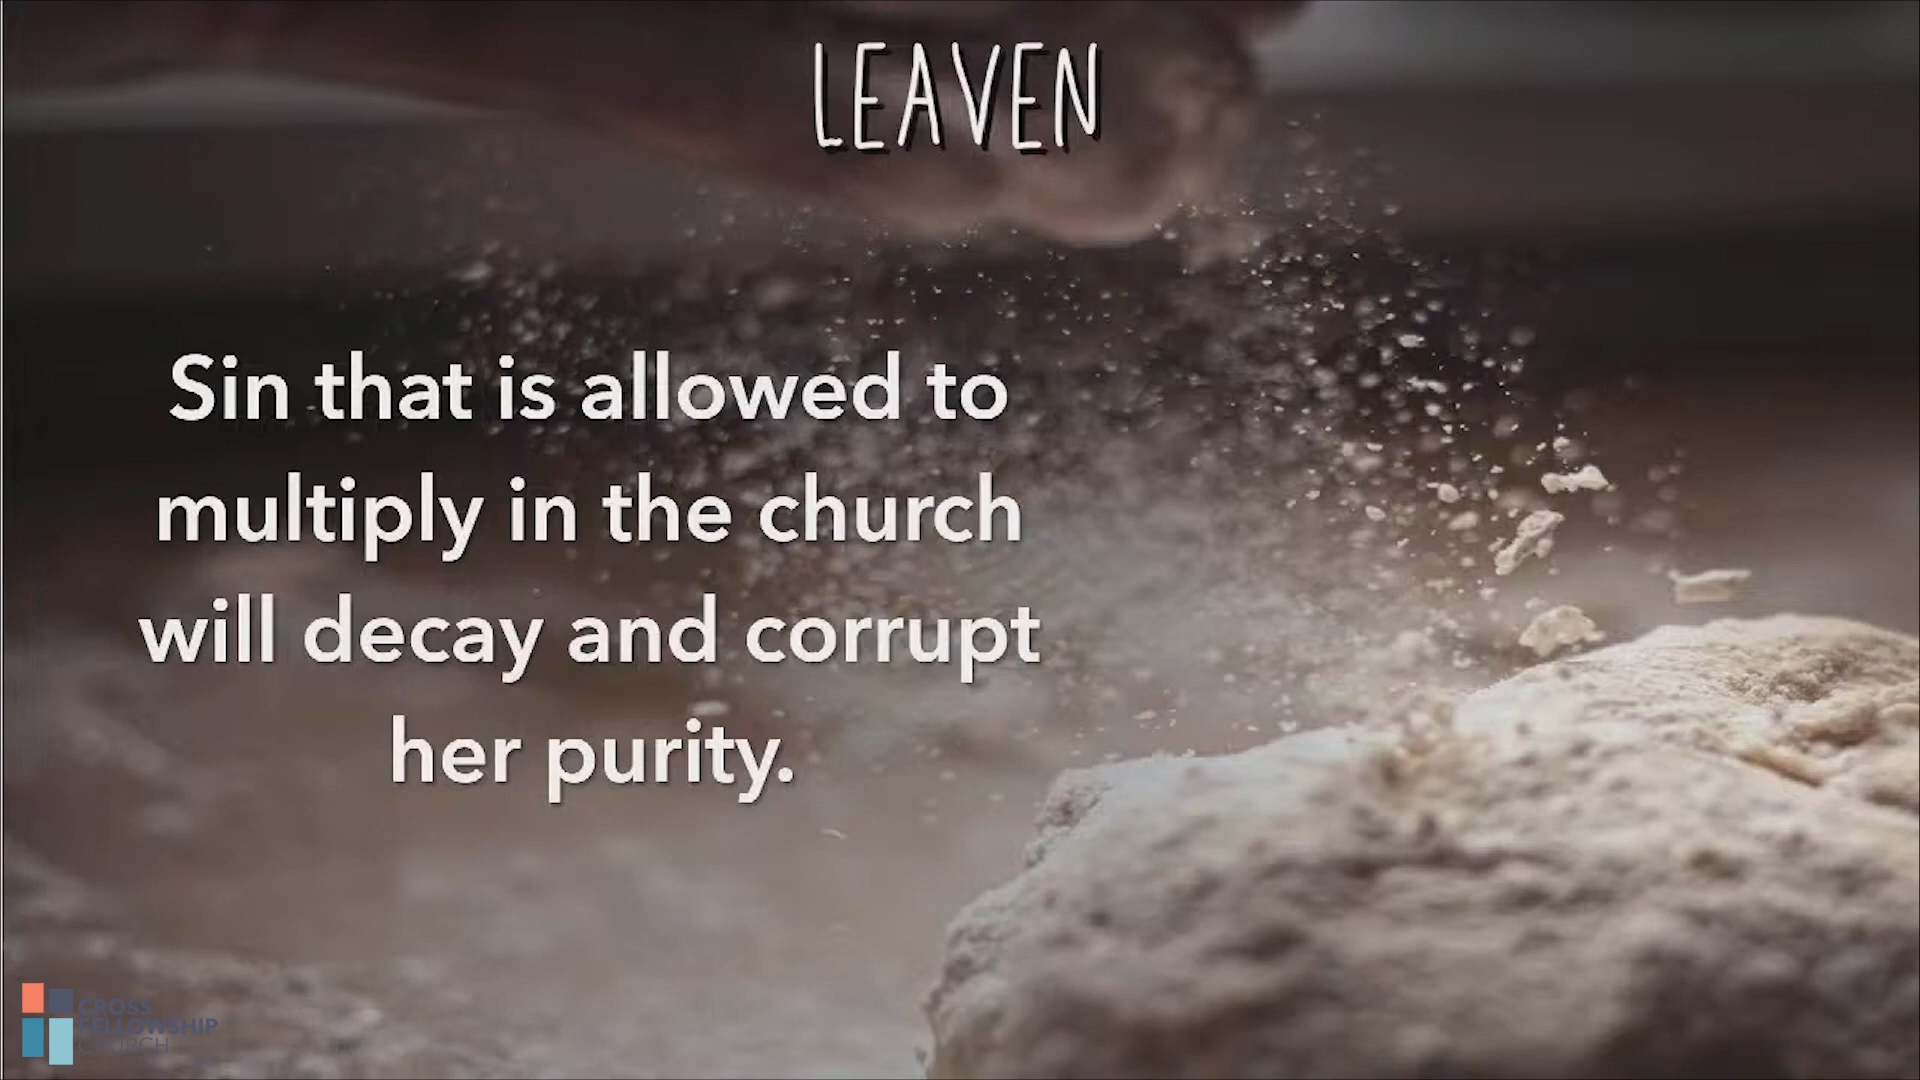 LEAVEN
Sin that is allowed to
multiply in the church
will decay and corrupt
her purity.
CROSS
FELLOWSHIP
CHURCH